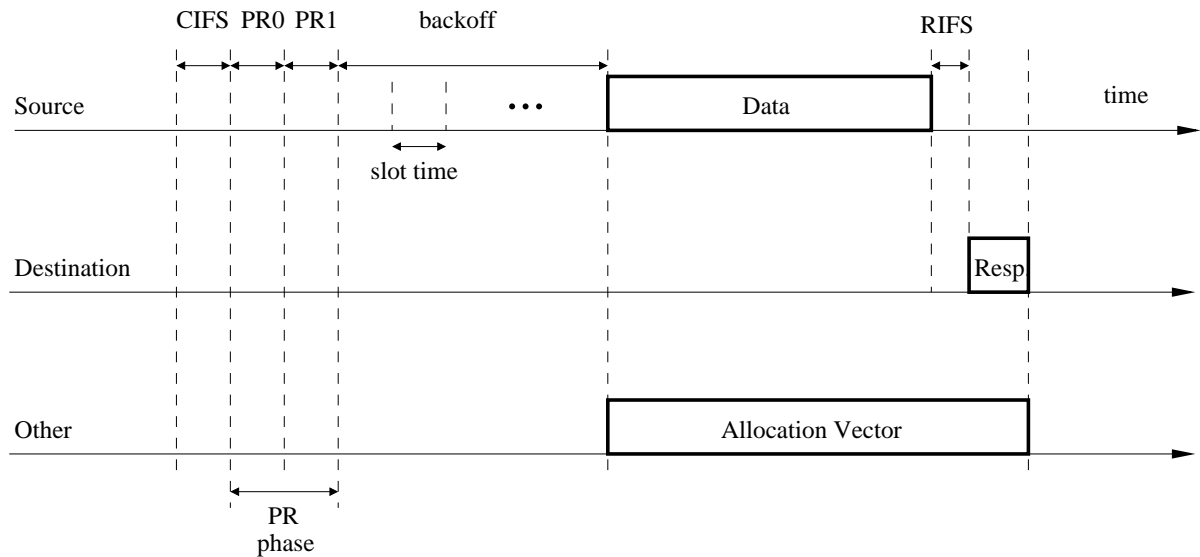 CIFS PR0 PR1 backoff RIFS
Source ... Data time
slot time
Destination Resp.
Other Allocation Vector
PR
phase